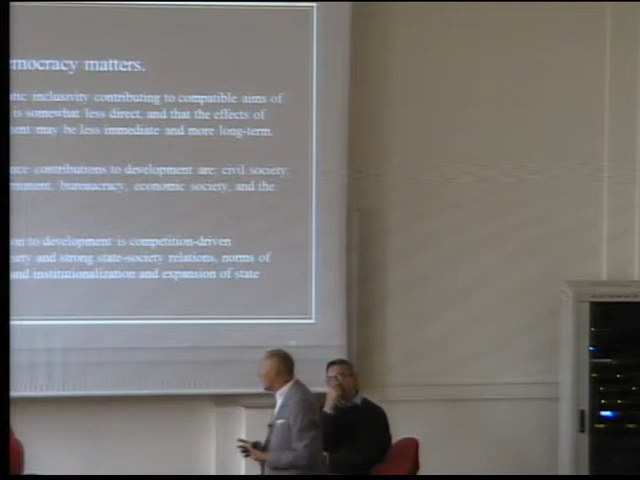 mocracy matters.
tic inclusivity contributing to compatible aims of
is somewhat less direct, and that the effects of
ent may be less immediate and more long-term.
nce contributions to development are: civil society,
rnment, bureaucracy, economic society, and the
on to development is competition-driven
iety and strong state-society relations, norms of
and institutionalization and expansion of state